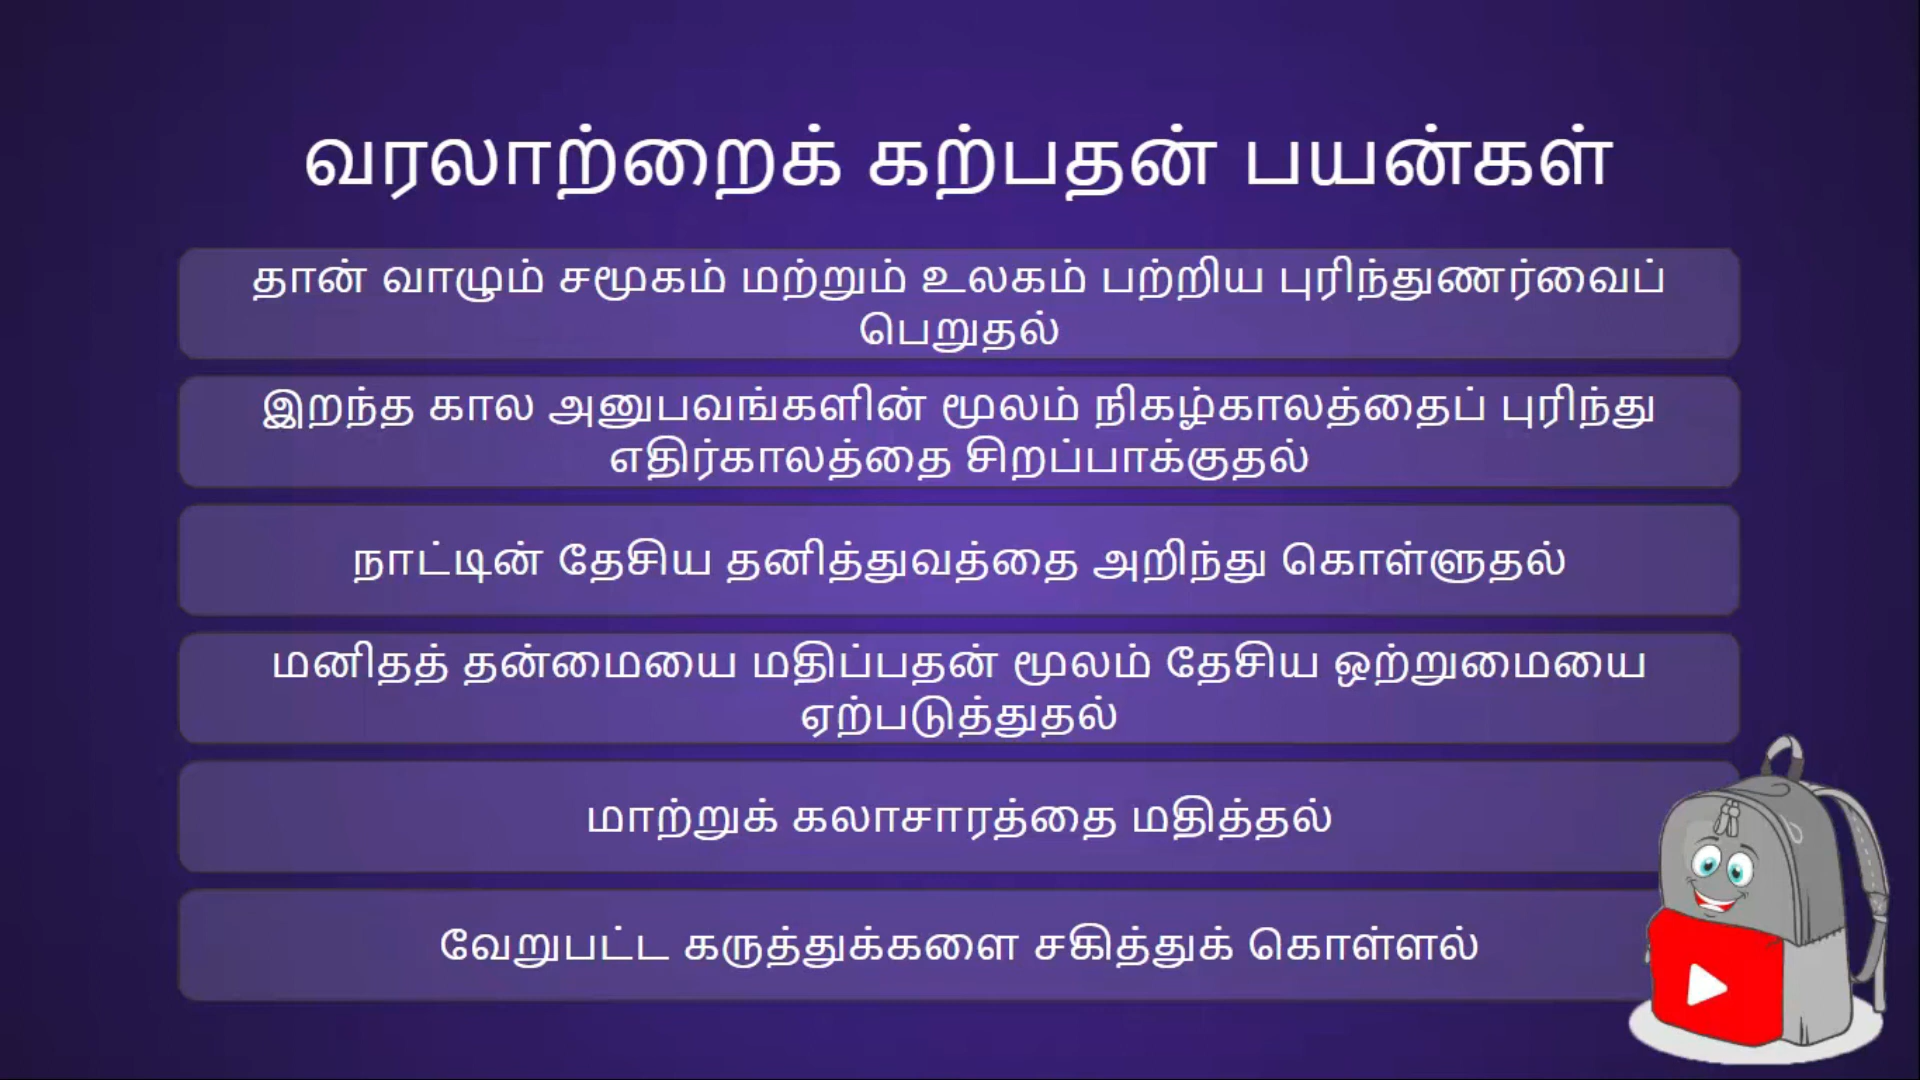 வரலாற்றைக் கற்பதன் பயன்கள்
தான் வாழும் சமூகம் மற்றும் உலகம் பற்றிய புரிந்துணர்வைப்
பெறுதல்
இறந்த கால அனுபவங்களின் மூலம் நிகழ்காலத்தைப் புரிந்து
எதிர்காலத்தை சிறப்பாக்குதல்
நாட்டின் தேசிய தனித்துவத்தை அறிந்து கொள்ளுதல்
மனிதத் தன்மையை மதிப்பதன் மூலம் தேசிய ஒற்றுமையை
ஏற்படுத்துதல்
மாற்றுக் கலாசாரத்தை மதித்தல்
வேறுபட்ட கருத்துக்களை சகித்துக் கொள்ளல்